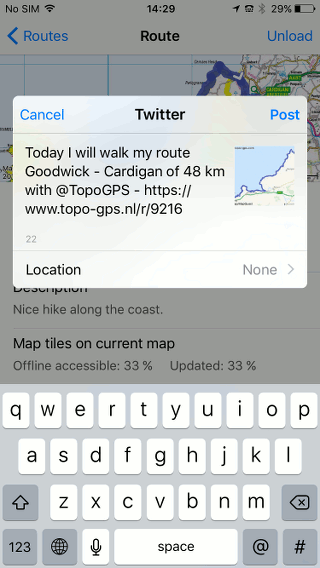 No SIM 14:29 29%
Routes Route Unload
Cancel Twitter Post
Today I will walk my route
Goodwick - Cardigan of 48 km
with @TopoGPS - https://
www.topo-gps.nl/r/9216
22
Location None
Description
Nice hike along the coast.
Map tiles on current map
Offline accessible: 33 % Updated: 33 %
q w e r t y u i o p
a s d f g h j k l
z x c v b n m
123 space @ #